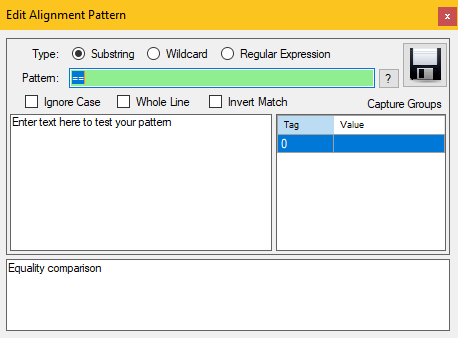 Edit Alignment Pattern
x
Type: Substring Wildcard Regular Expression
Pattern: == ?
Ignore Case Whole Line Invert Match Capture Groups
Enter text here to test your pattern
Tag Value
0
Equality comparison